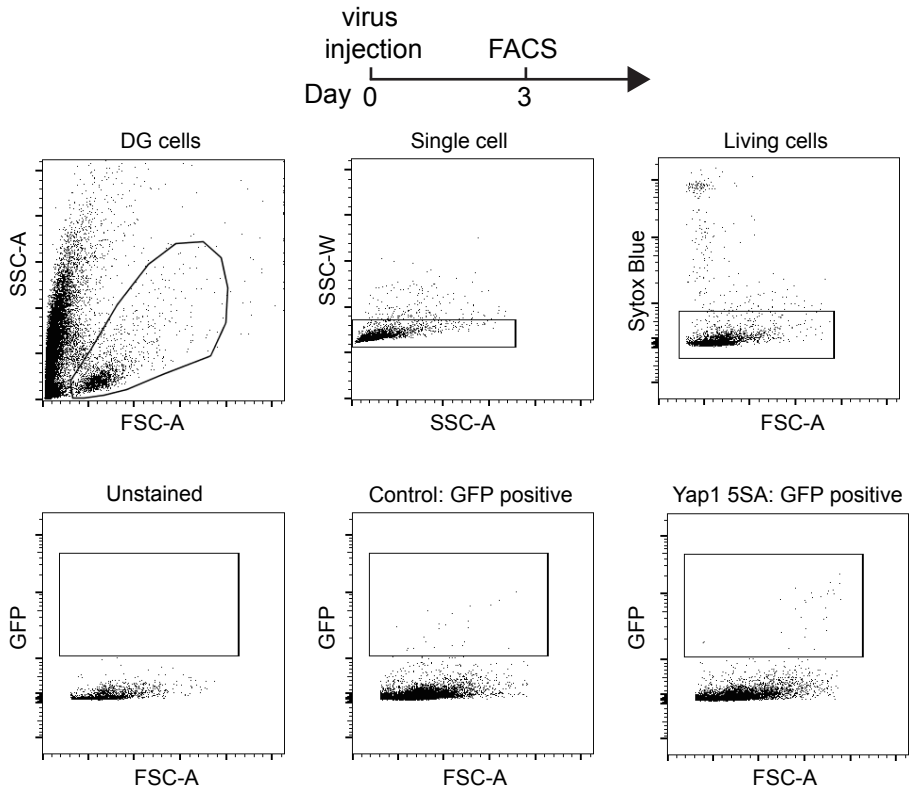 virus
injection
FACS
Day 0
3
DG cells
Single cell
Living cells
SSC-A
SSC-W
Sytox Blue
FSC-A
SSC-A
FSC-A
Unstained
Control: GFP positive
Yap1 5SA: GFP positive
GFP
GFP
GFP
FSC-A
FSC-A
FSC-A